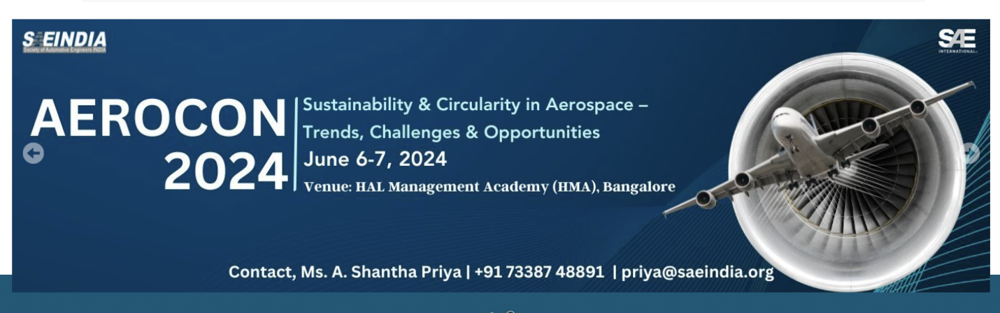 SAEINDIA
Society of Automotive Engineers INDIA
SAE
INTERNATIONAL
AEROCON
2024
Sustainability & Circularity in Aerospace –
Trends, Challenges & Opportunities
June 6-7, 2024
Venue: HAL Management Academy (HMA), Bangalore
Contact, Ms. A. Shantha Priya | +91 73387 48891 | priya@saeindia.org